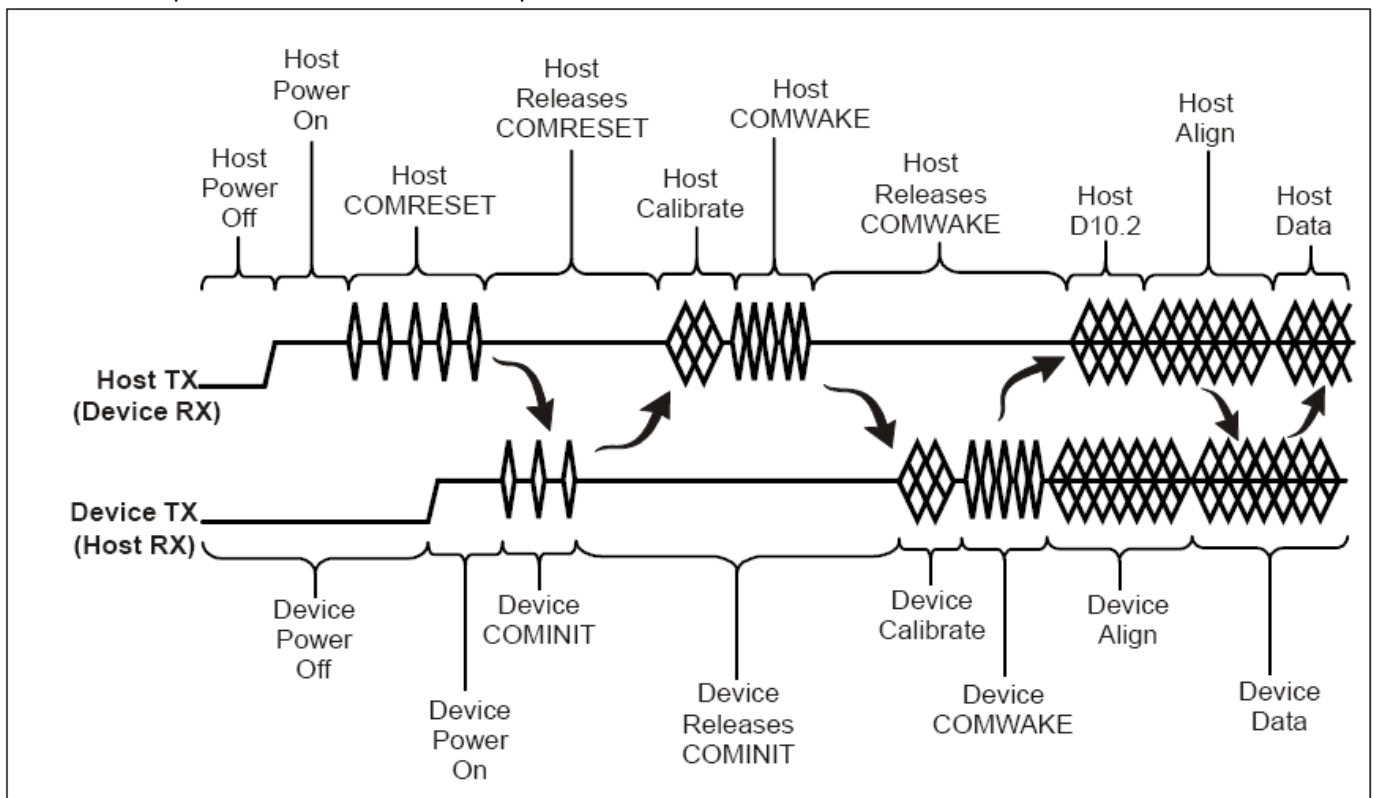 Host
Power
Off
Host
Power
On
Host
COMRESET
Host
Releases
COMRESET
Host
Calibrate
Host
COMWAKE
Host
Releases
COMWAKE
Host
D10.2
Host
Align
Host
Data
Host TX
(Device RX)
Device TX
(Host RX)
Device
Power
Off
Device
Power
On
Device
COMINIT
Device
Releases
COMINIT
Device
Calibrate
Device
COMWAKE
Device
Align
Device
Data